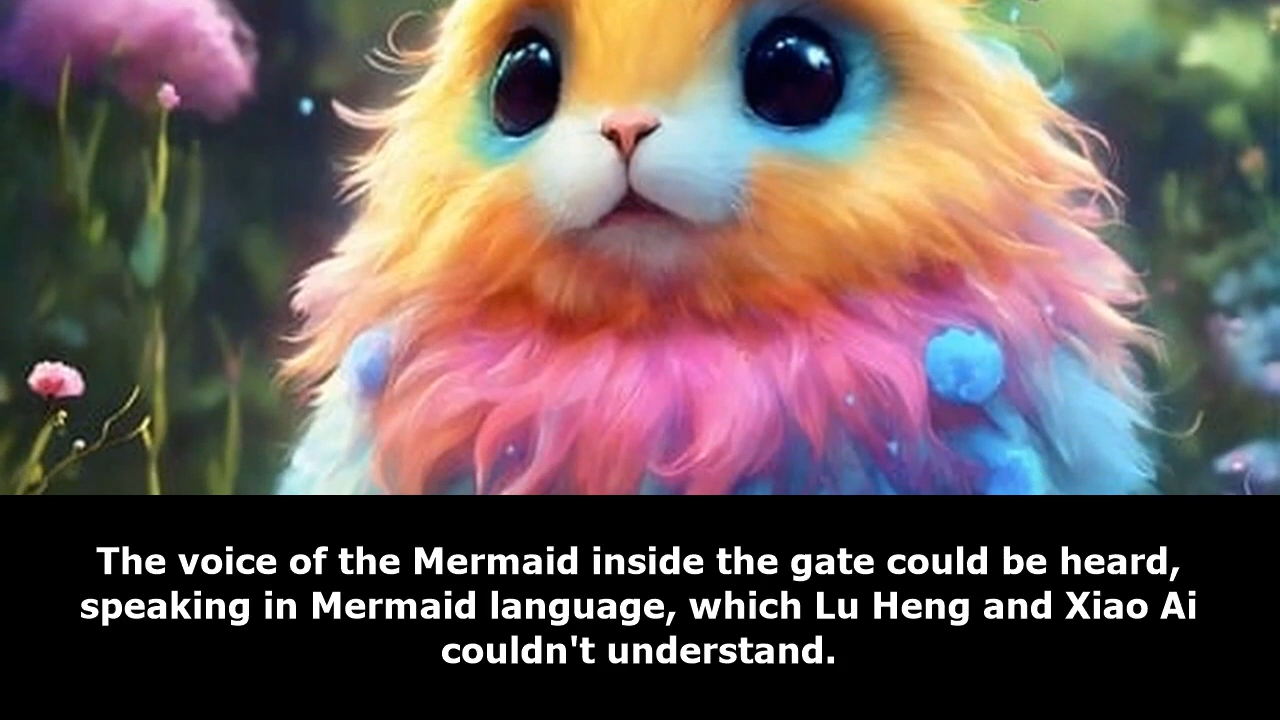 The voice of the Mermaid inside the gate could be heard,
speaking in Mermaid language, which Lu Heng and Xiao Ai
couldn't understand.